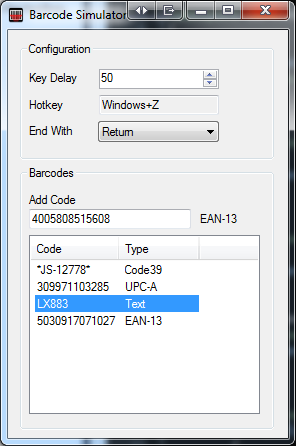 Barcode Simulator
Configuration
Key Delay 50
Hotkey Windows+Z
End With Return
Barcodes
Add Code
4005808515608 EAN-13
Code Type
*JS-12778* Code39
309971103285 UPC-A
LX883 Text
5030917071027 EAN-13